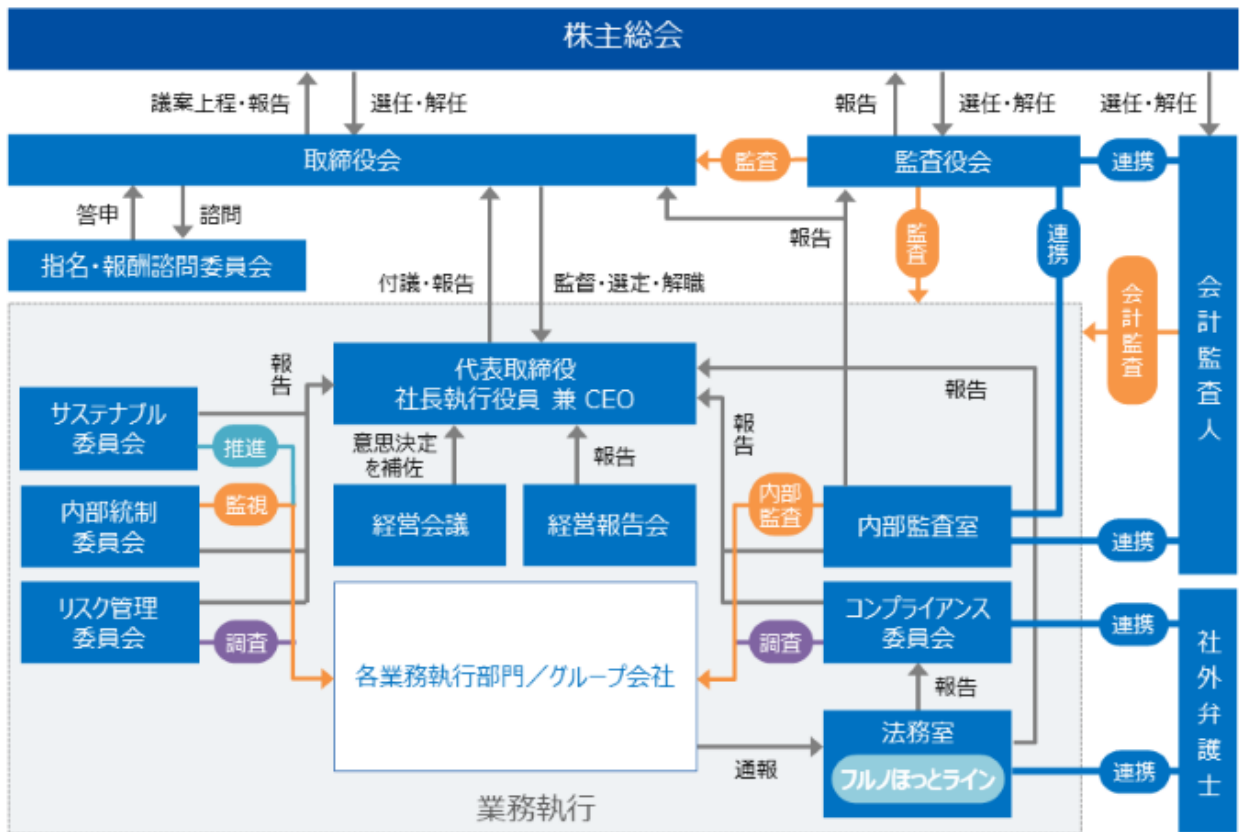 株主総会
議案上程・報告
選任・解任
報告
選任・解任
選任・解任
取締役会
監査
監査役会
連携
答申
諮問
報告
監査
連携
指名・報酬諮問委員会
付議・報告
監督・選定・解職
会計監査
会計監査人
報告
代表取締役
社長執行役員 兼 CEO
報告
サステナブル
委員会
推進
意思決定
を補佐
報告
報告
内部統制
委員会
監視
経営会議
経営報告会
内部
監査
内部監査室
連携
リスク管理
委員会
調査
調査
コンプライアンス
委員会
連携
社外弁護士
各業務執行部門／グループ会社
報告
通報
法務室
フルノほっとライン
連携
業務執行